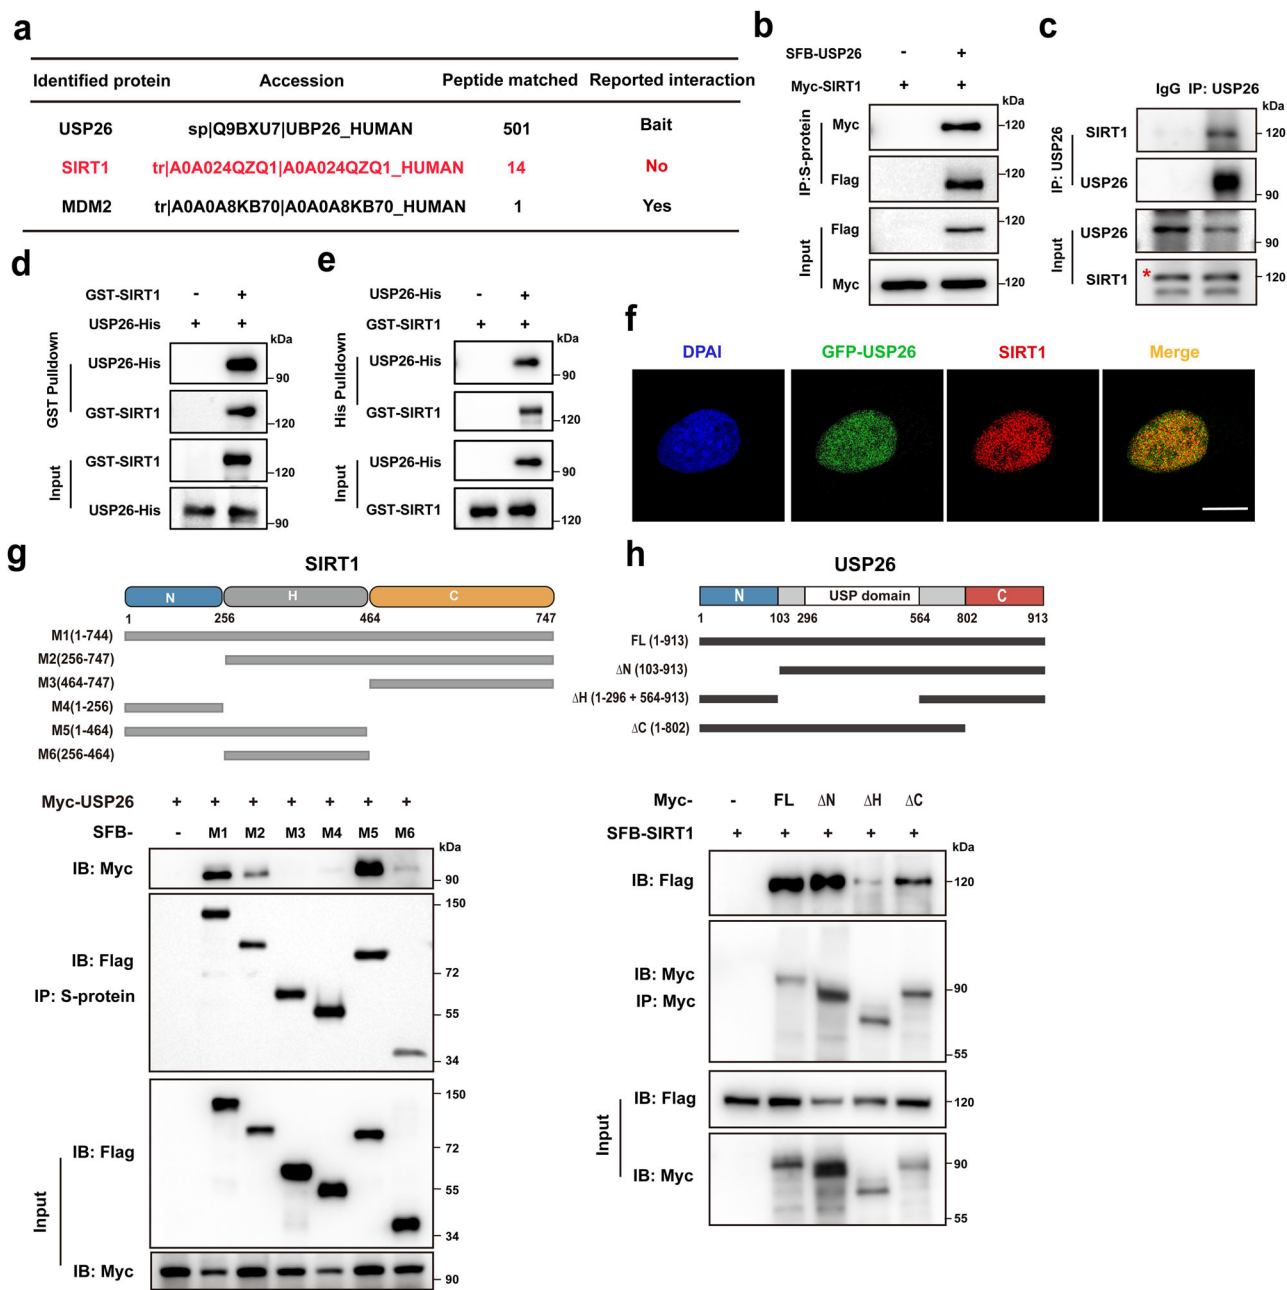 a
Identified protein Accession Peptide matched Reported interaction
USP26 sp|Q9BXU7|UBP26_HUMAN 501 Bait
SIRT1 tr|A0A024QZQ1|A0A024QZQ1_HUMAN 14 No
MDM2 tr|A0A0A8KB70|A0A0A8KB70_HUMAN 1 Yes
b
SFB-USP26 - +
Myc-SIRT1 + +
kDa
IP:S-protein
Myc 120
Flag 120
Input
Flag 120
Myc 120
c
IgG IP: USP26
kDa
IP: USP26
SIRT1 120
USP26 90
Input
USP26 90
* SIRT1 120
d
GST-SIRT1 - +
USP26-His + +
kDa
GST Pulldown
USP26-His 90
GST-SIRT1 120
Input
GST-SIRT1 120
USP26-His 90
e
USP26-His - +
GST-SIRT1 + +
kDa
His Pulldown
USP26-His 90
GST-SIRT1 120
Input
USP26-His 90
GST-SIRT1 120
f
DPAI GFP-USP26 SIRT1 Merge
g
SIRT1
N H C
1 256 464 747
M1(1-744)
M2(256-747)
M3(464-747)
M4(1-256)
M5(1-464)
M6(256-464)
Myc-USP26 + + + + + + +
SFB- - M1 M2 M3 M4 M5 M6
kDa
IB: Myc 90
150
IB: Flag
72
IP: S-protein
55
34
150
IB: Flag
72
55
34
Input
IB: Myc 90
h
USP26
N USP domain C
1 103 296 564 802 913
FL (1-913)
ΔN (103-913)
ΔH (1-296 + 564-913)
ΔC (1-802)
Myc- - FL ΔN ΔH ΔC
SFB-SIRT1 + + + + +
kDa
IB: Flag 120
IB: Myc
90
IP: Myc
55
Input
IB: Flag 120
IB: Myc 90
55